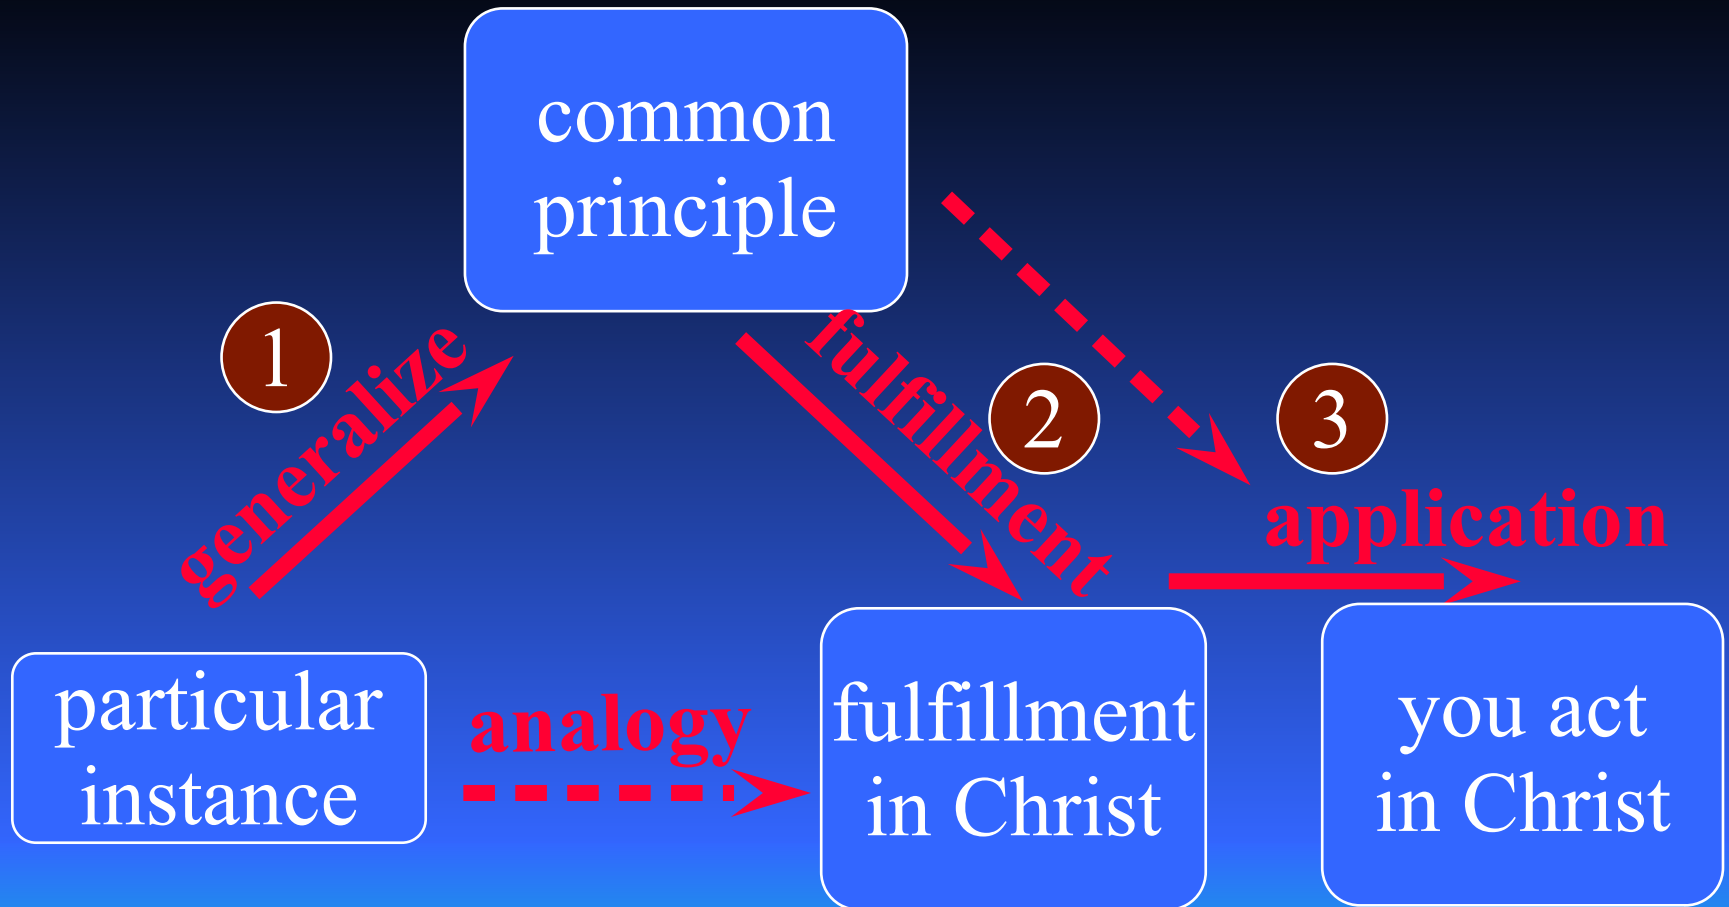 common
principle
1
generalize
fulfillment
2
3
application
particular
instance
analogy
fulfillment
in Christ
you act
in Christ